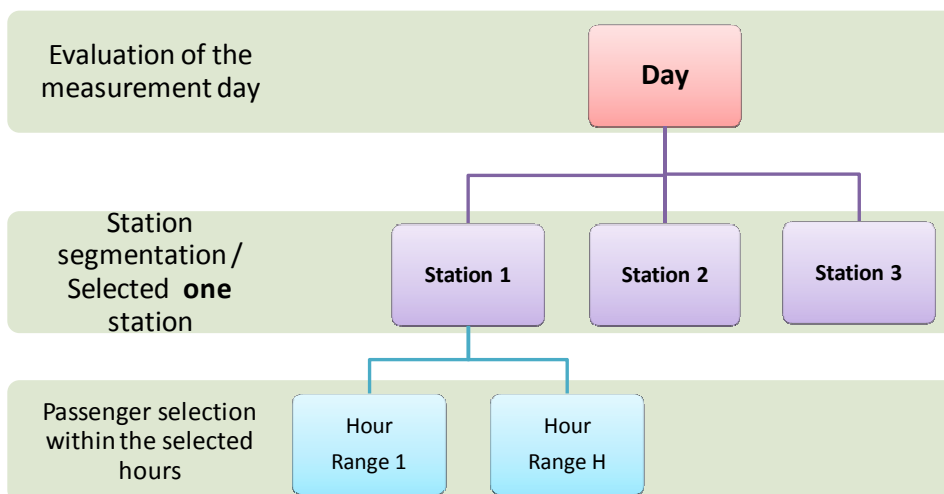 Evaluation of the
measurement day
Day
Station
segmentation /
Selected one
station
Station 1
Station 2
Station 3
Passenger selection
within the selected
hours
Hour
Range 1
Hour
Range H